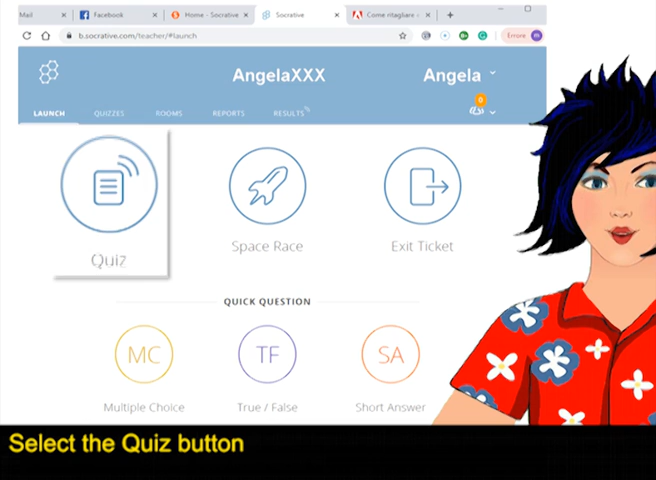 Mail Facebook Home - Socrative Socrative Come ritagliare
b.socrative.com/teacher/#launch Errore m
AngelaXXX Angela
0
LAUNCH QUIZZES ROOMS REPORTS RESULTS
Quiz Space Race Exit Ticket
QUICK QUESTION
MC TF SA
Multiple Choice True / False Short Answer
Select the Quiz button